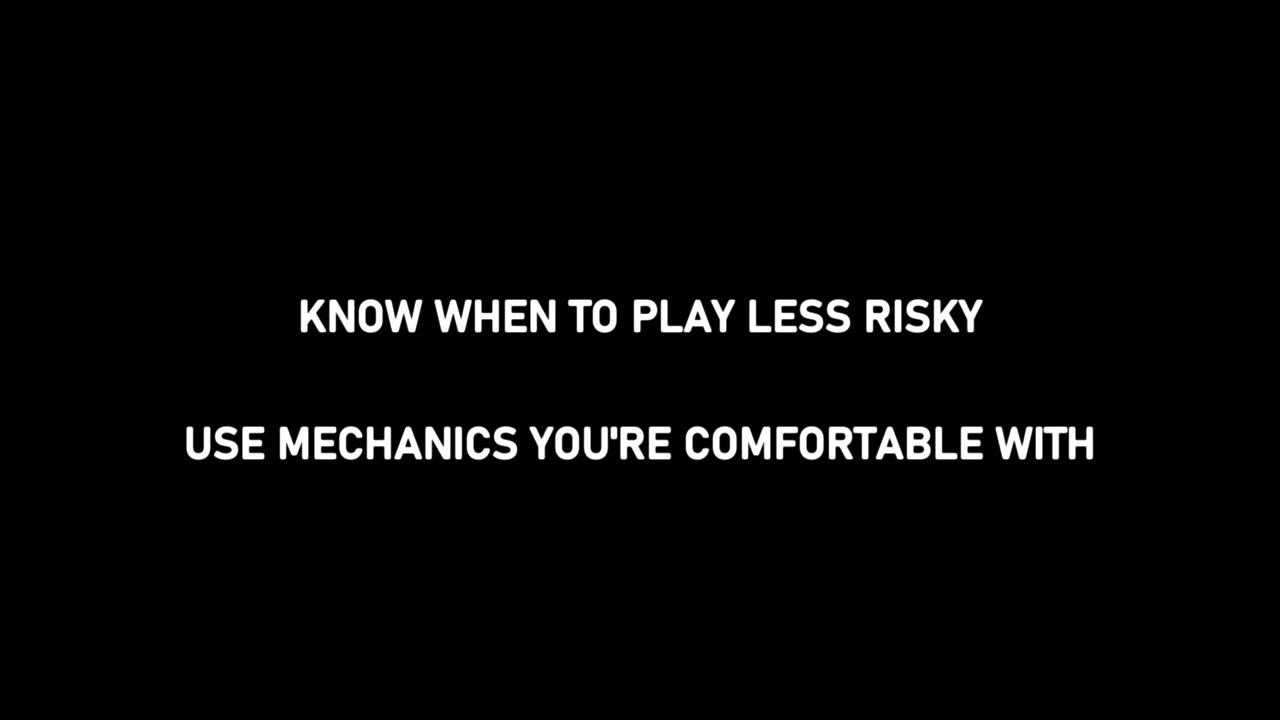 KNOW WHEN TO PLAY LESS RISKY
USE MECHANICS YOU'RE COMFORTABLE WITH